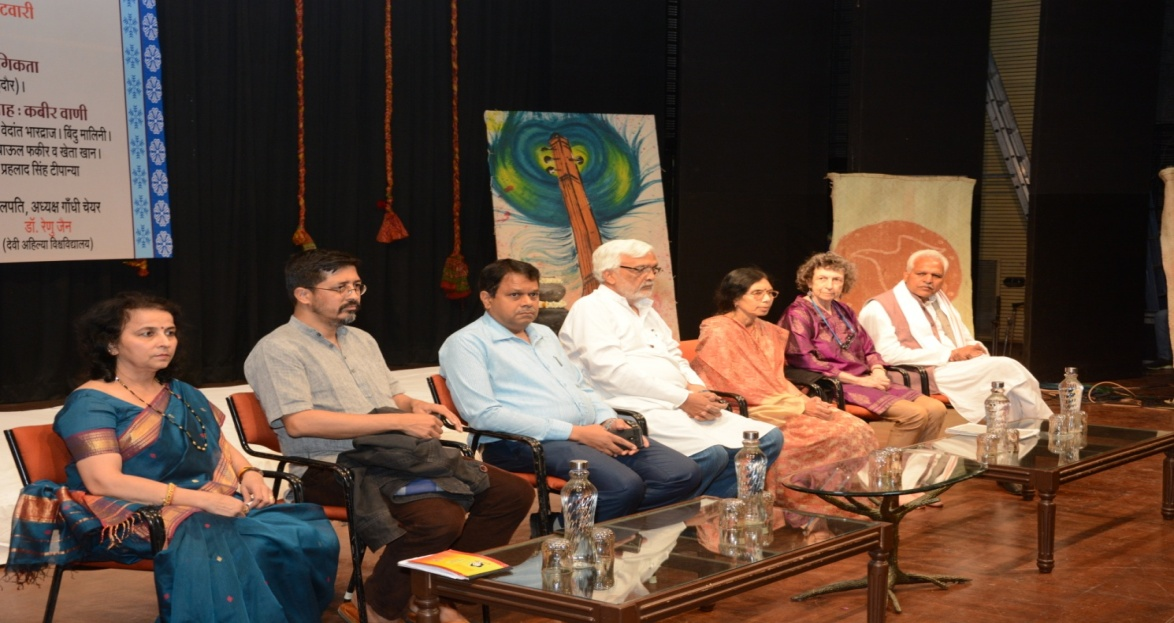 टवारी
गिकता
दौर)।
ाह : कबीर वाणी
वेदांत भारद्वाज। बिंदु मालिनी।
बाऊल फकीर व खेता खान।
प्रहलाद सिंह टीपान्या
लपति, अध्यक्ष गाँधी चेयर
डॉ. रेणु जैन
(देवी अहिल्या विश्वविद्यालय)